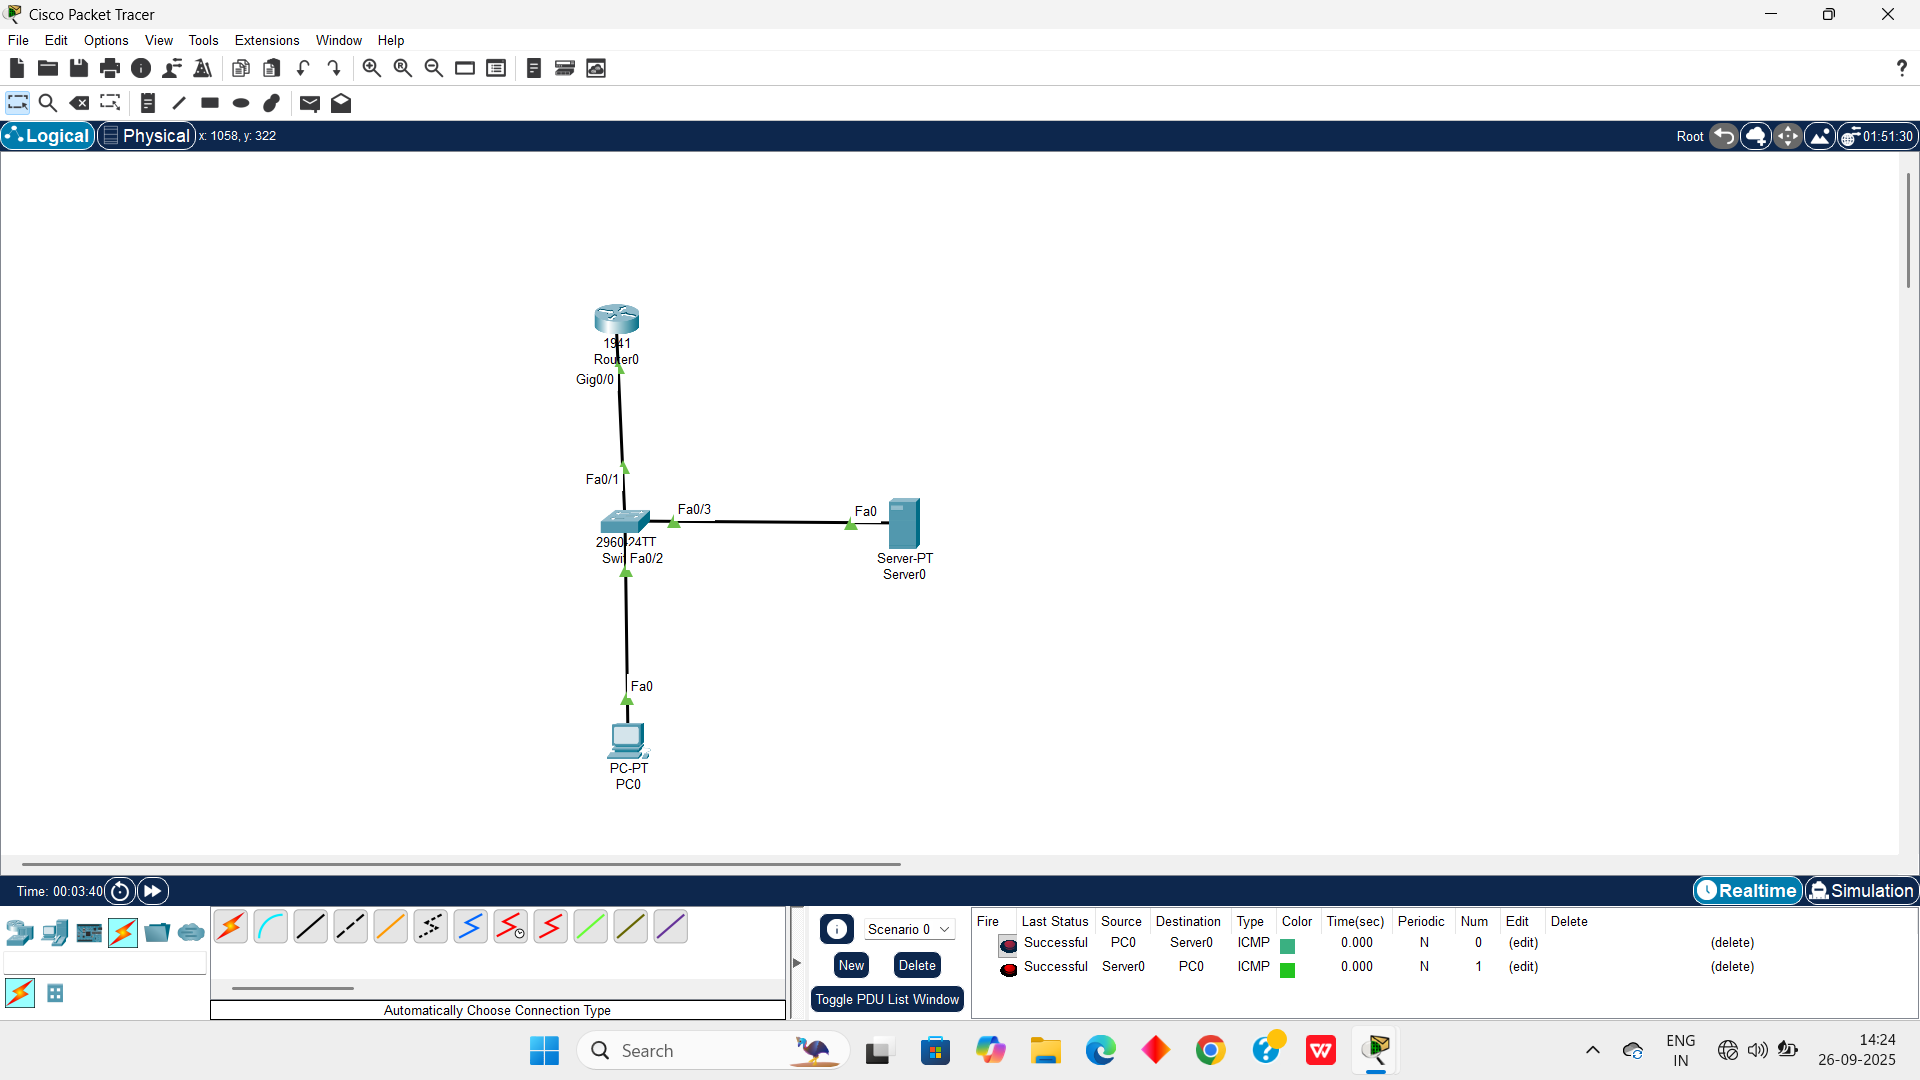 Cisco Packet Tracer
File Edit Options View Tools Extensions Window Help
?
Logical Physical x: 1058, y: 322 Root 01:51:30
1941
Router0
Gig0/0
Fa0/1
Fa0/3 Fa0
2960-24TT
Swi Fa0/2
Server-PT
Server0
Fa0
PC-PT
PC0
Time: 00:03:40 Realtime Simulation
Scenario 0
New Delete
Toggle PDU List Window
Automatically Choose Connection Type
Fire Last Status Source Destination Type Color Time(sec) Periodic Num Edit Delete
Successful PC0 Server0 ICMP 0.000 N 0 (edit) (delete)
Successful Server0 PC0 ICMP 0.000 N 1 (edit) (delete)
Search
ENG
IN
14:24
26-09-2025